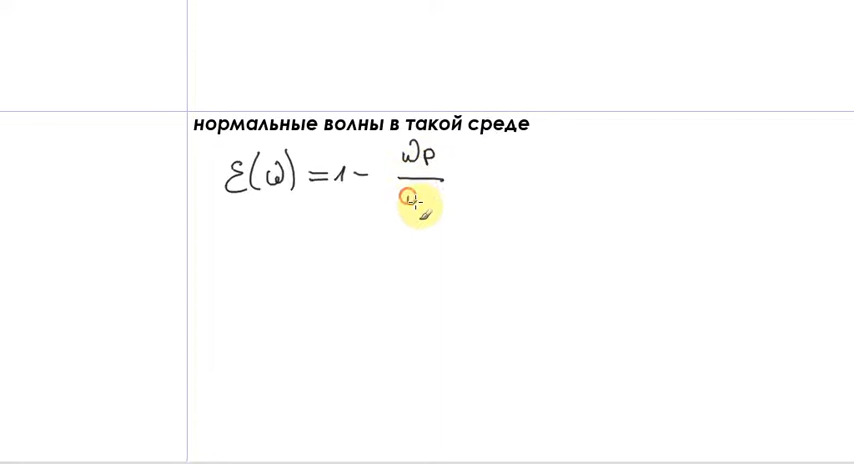 нормальные волны в такой среде
ε(ω) = 1 - ωp / ω